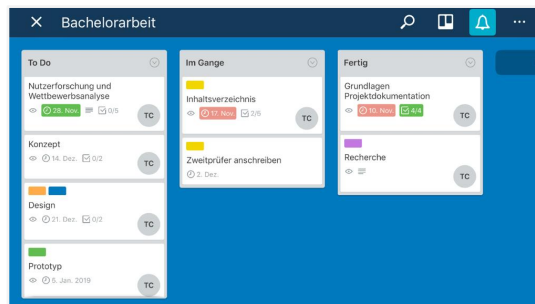 Bachelorarbeit
To Do
Nutzerforschung und
Wettbewerbsanalyse
28. Nov. 0/5
TC
Konzept
14. Dez. 0/2
TC
Design
21. Dez. 0/2
TC
Prototyp
6. Jan. 2019
TC
Im Gange
Inhaltsverzeichnis
17. Nov. 2/6
TC
Zweitprüfer anschreiben
2. Dez.
Fertig
Grundlagen
Projektdokumentation
10. Nov. 4/4
TC
Recherche
TC